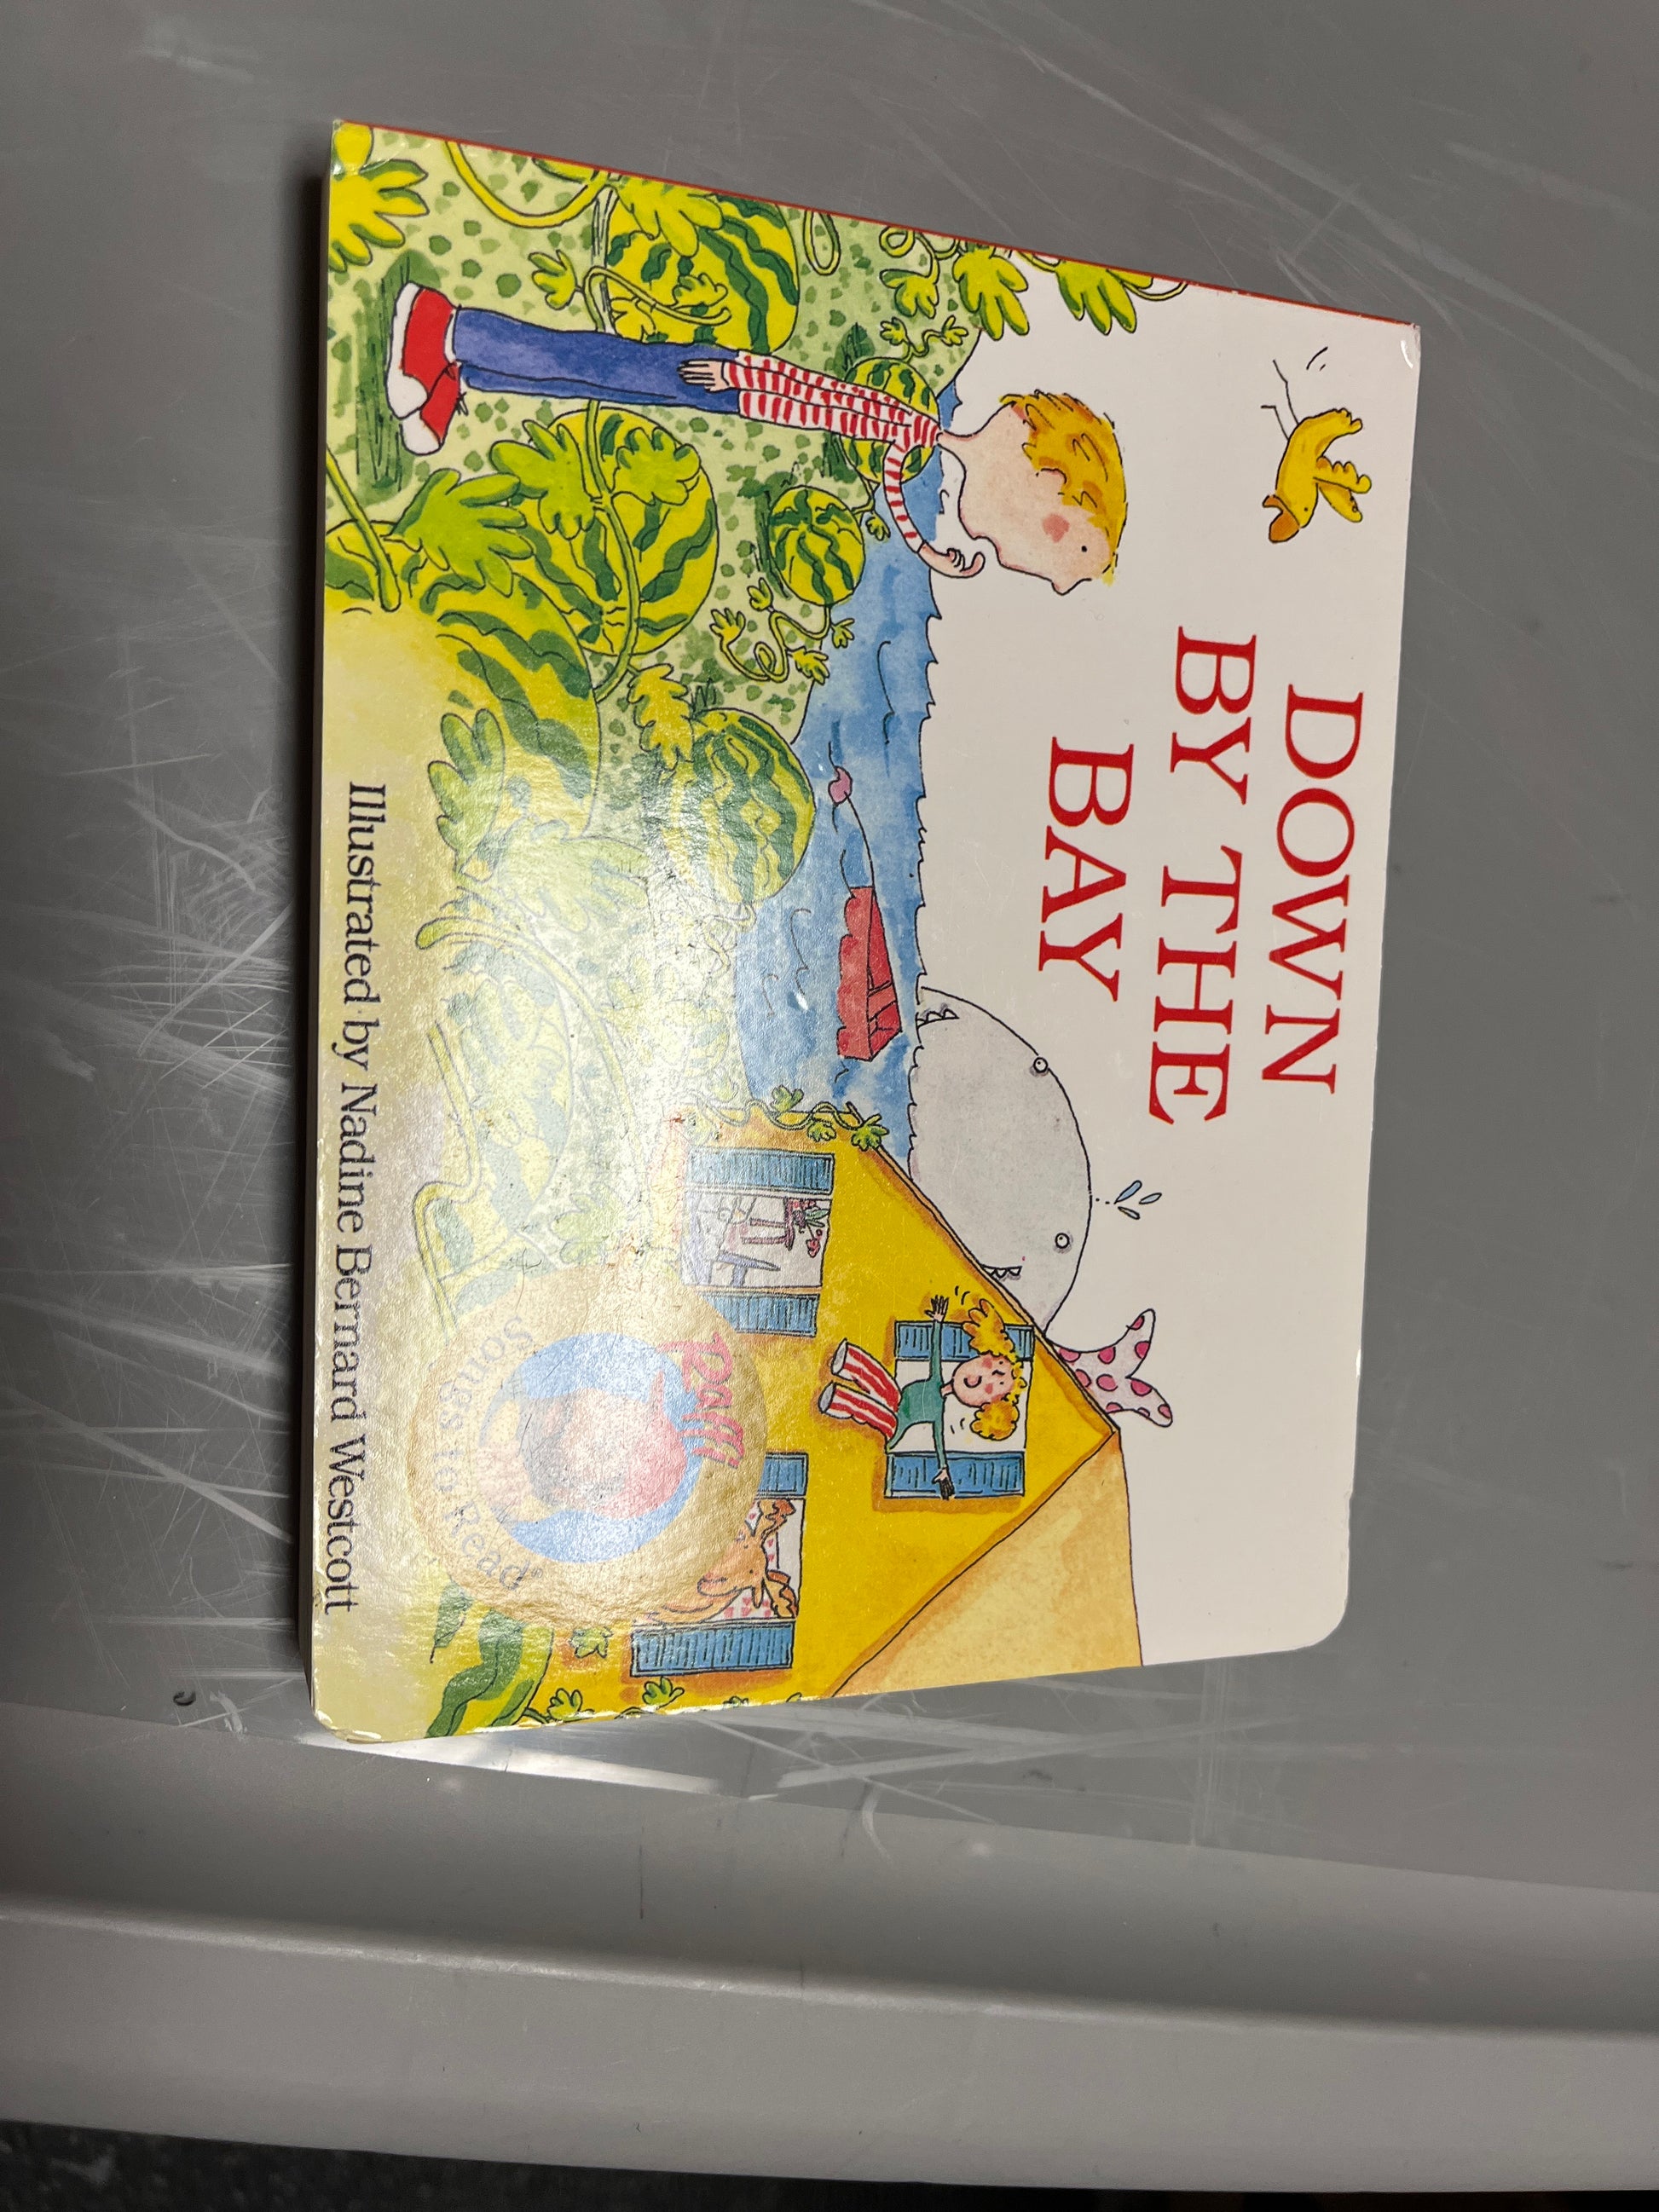 DOWN
BY THE
BAY
Raffi
Songs to Read®
Illustrated by Nadine Bernard Westcott